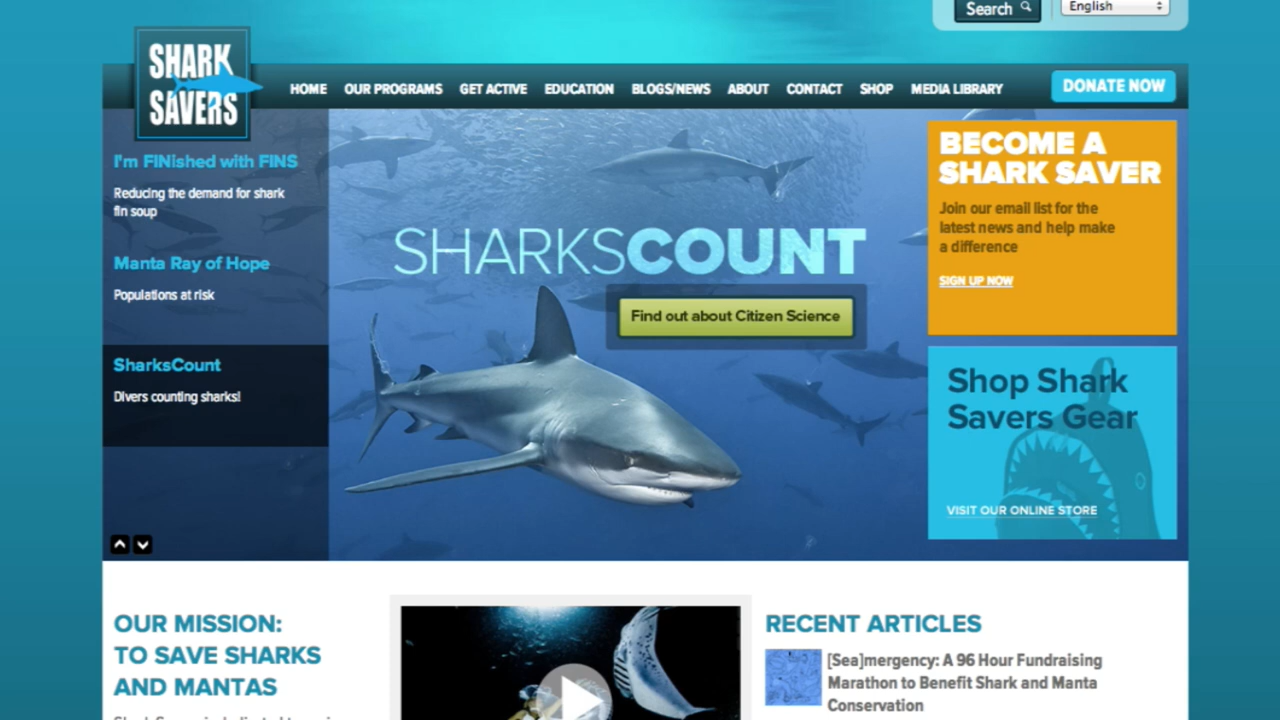 Search
English
SHARK
SAVERS
HOME
OUR PROGRAMS
GET ACTIVE
EDUCATION
BLOGS/NEWS
ABOUT
CONTACT
SHOP
MEDIA LIBRARY
DONATE NOW
I'm FINished with FINS
Reducing the demand for shark
fin soup
Manta Ray of Hope
Populations at risk
SharksCount
Divers counting sharks!
SHARKSCOUNT
Find out about Citizen Science
BECOME A
SHARK SAVER
Join our email list for the
latest news and help make
a difference
SIGN UP NOW
Shop Shark
Savers Gear
VISIT OUR ONLINE STORE
OUR MISSION:
TO SAVE SHARKS
AND MANTAS
RECENT ARTICLES
[Sea]mergency: A 96 Hour Fundraising
Marathon to Benefit Shark and Manta
Conservation